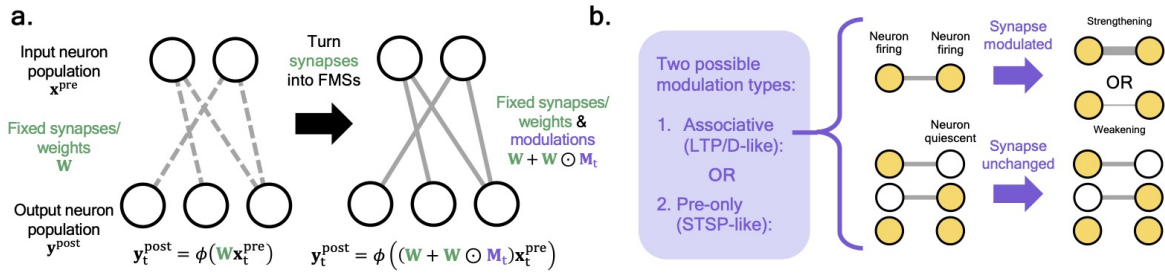 a.
Input neuron
population
x^pre
Turn
synapses
into FMSs
Fixed synapses/
weights
W
Fixed synapses/
weights &
modulations
W + W ⊙ M_t
Output neuron
population
y^post
y_t^post = ϕ(Wx_t^pre)
y_t^post = ϕ((W + W ⊙ M_t)x_t^pre)
b.
Two possible
modulation types:
1. Associative
(LTP/D-like):
OR
2. Pre-only
(STSP-like):
Neuron
firing
Neuron
firing
Synapse
modulated
Strengthening
OR
Weakening
Neuron
quiescent
Synapse
unchanged